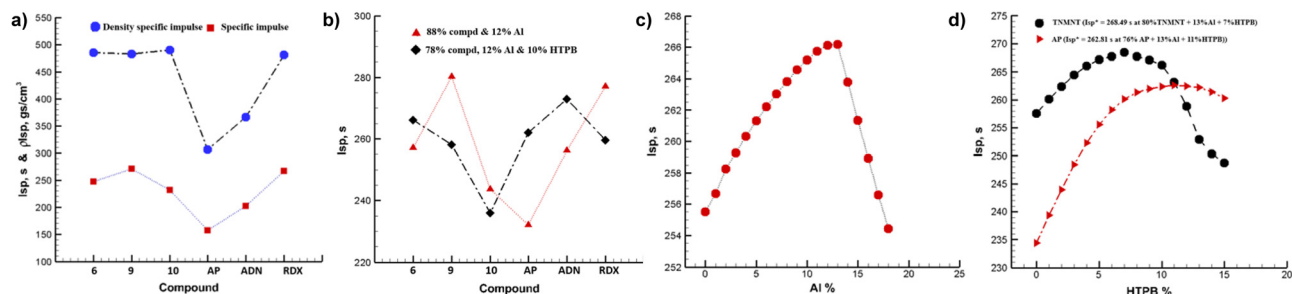 a)
Isp, s & ρIsp, gs/cm³
550
500
450
400
350
300
250
200
150
100
Density specific impulse
Specific impulse
6 9 10 AP ADN RDX
Compound
b)
Isp, s
280
260
240
220
88% compd & 12% Al
78% compd, 12% Al & 10% HTPB
6 9 10 AP ADN RDX
Compound
c)
Isp, s
268
266
264
262
260
258
256
254
252
0 5 10 15 20 25
Al %
d)
Isp,s
275
270
265
260
255
250
245
240
235
230
TNMNT (Isp* = 268.49 s at 80%TNMNT + 13%Al + 7%HTPB)
AP (Isp* = 262.81 s at 76% AP + 13%Al + 11%HTPB))
0 5 10 15 20
HTPB %